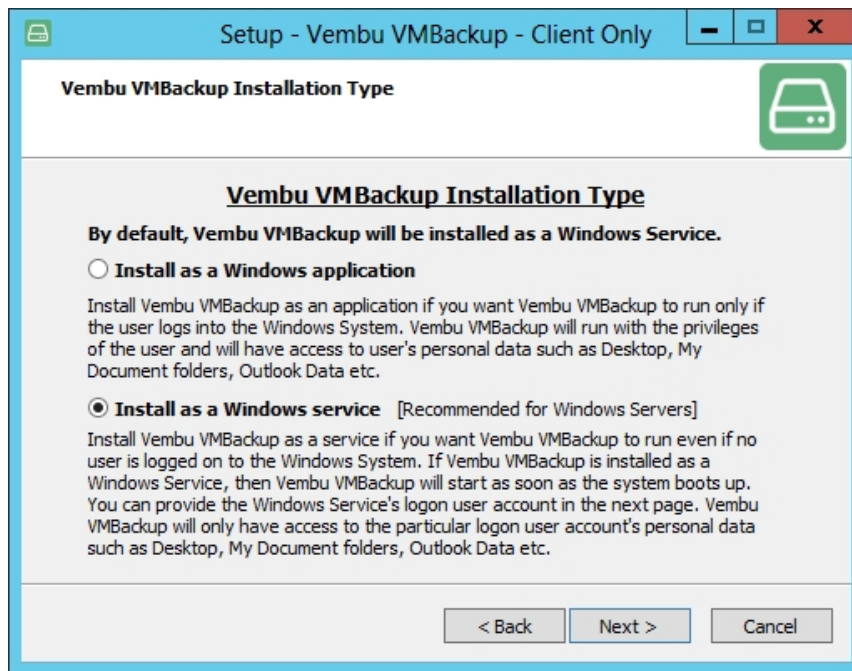 Setup - Vembu VMBackup - Client Only
Vembu VMBackup Installation Type
Vembu VMBackup Installation Type
By default, Vembu VMBackup will be installed as a Windows Service.
Install as a Windows application
Install Vembu VMBackup as an application if you want Vembu VMBackup to run only if
the user logs into the Windows System. Vembu VMBackup will run with the privileges
of the user and will have access to user's personal data such as Desktop, My
Document folders, Outlook Data etc.
Install as a Windows service [Recommended for Windows Servers]
Install Vembu VMBackup as a service if you want Vembu VMBackup to run even if no
user is logged on to the Windows System. If Vembu VMBackup is installed as a
Windows Service, then Vembu VMBackup will start as soon as the system boots up.
You can provide the Windows Service's logon user account in the next page. Vembu
VMBackup will only have access to the particular logon user account's personal data
such as Desktop, My Document folders, Outlook Data etc.
< Back Next > Cancel